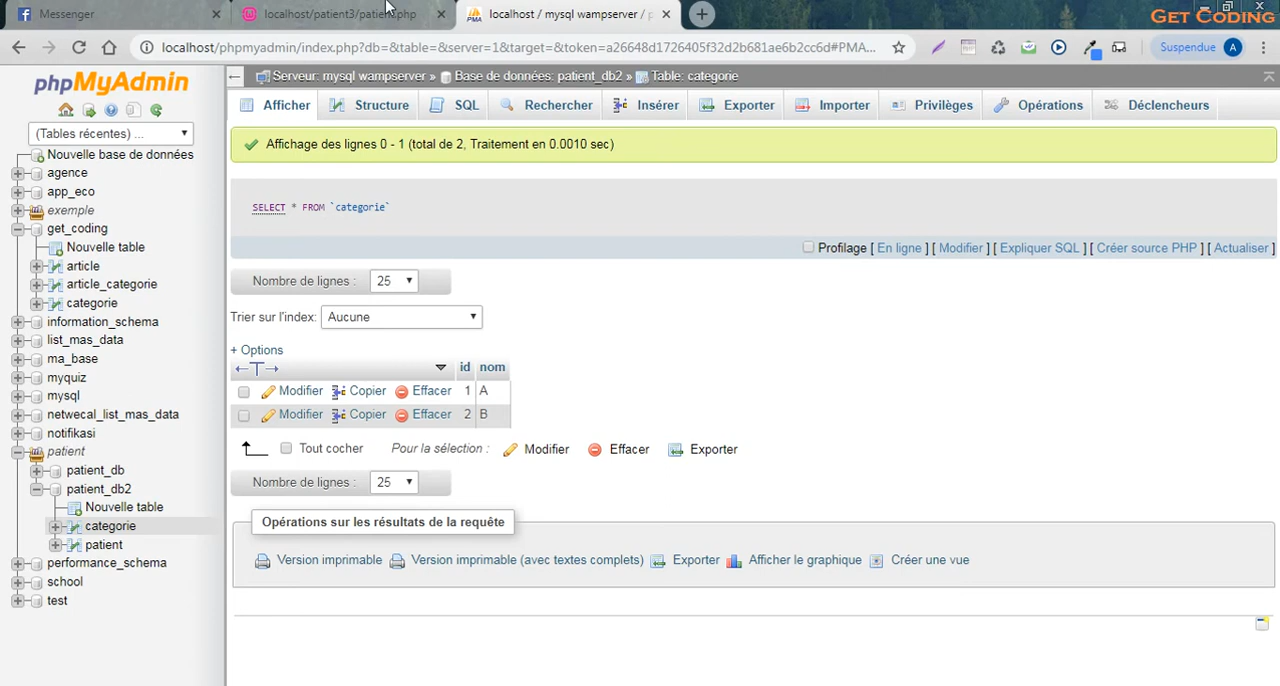 Messenger
localhost/patient3/patient.php
localhost / mysql wampserver / p
GET CODING
localhost/phpmyadmin/index.php?db=&table=&server=1&target=&token=a26648d1726405f32d2b681ae6b2cc6d#PMA...
Suspendue A
phpMyAdmin
(Tables récentes) ...
Nouvelle base de données
agence
app_eco
exemple
get_coding
Nouvelle table
article
article_categorie
categorie
information_schema
list_mas_data
ma_base
myquiz
mysql
netwecal_list_mas_data
notifikasi
patient
patient_db
patient_db2
Nouvelle table
categorie
patient
performance_schema
school
test
Serveur: mysql wampserver » Base de données: patient_db2 » Table: categorie
Afficher Structure SQL Rechercher Insérer Exporter Importer Privilèges Opérations Déclencheurs
Affichage des lignes 0 - 1 (total de 2, Traitement en 0.0010 sec)
SELECT * FROM `categorie`
Profilage [ En ligne ] [ Modifier ] [ Expliquer SQL ] [ Créer source PHP ] [ Actualiser ]
Nombre de lignes : 25
Trier sur l'index: Aucune
+ Options
←T→ id nom
Modifier Copier Effacer 1 A
Modifier Copier Effacer 2 B
Tout cocher Pour la sélection : Modifier Effacer Exporter
Nombre de lignes : 25
Opérations sur les résultats de la requête
Version imprimable Version imprimable (avec textes complets) Exporter Afficher le graphique Créer une vue